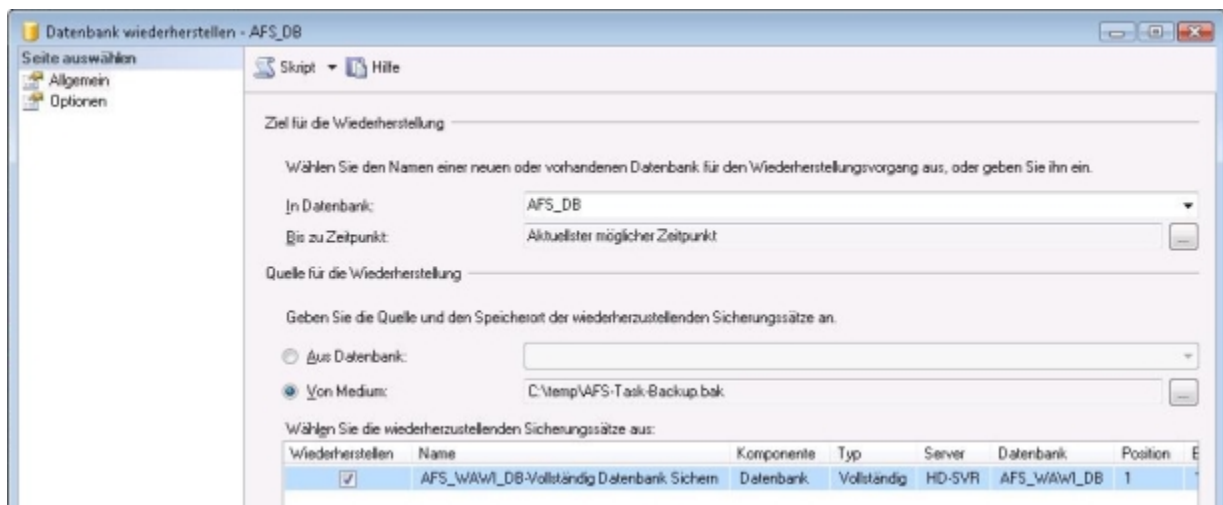 Datenbank wiederherstellen - AFS_DB
Seite auswählen
Allgemein
Optionen
Skript Hilfe
Ziel für die Wiederherstellung
Wählen Sie den Namen einer neuen oder vorhandenen Datenbank für den Wiederherstellungsvorgang aus, oder geben Sie ihn ein.
In Datenbank: AFS_DB
Bis zu Zeitpunkt: Aktuellster möglicher Zeitpunkt
Quelle für die Wiederherstellung
Geben Sie die Quelle und den Speicherort der wiederherzustellenden Sicherungssätze an.
Aus Datenbank:
Von Medium: C:\temp\AFS-Task-Backup.bak
Wählen Sie die wiederherzustellenden Sicherungssätze aus:
Wiederherstellen Name Komponente Typ Server Datenbank Position
AFS_WAWI_DB-Vollständig Datenbank Sichern Datenbank Vollständig HD-SVR AFS_WAWI_DB 1